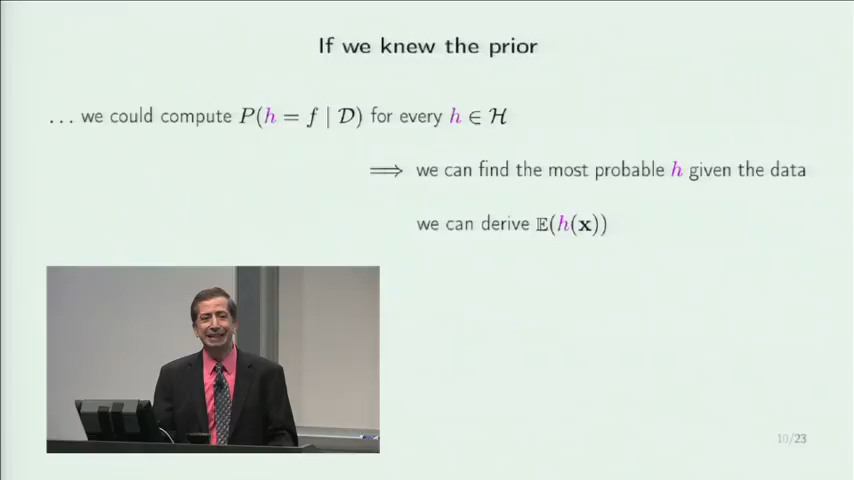 If we knew the prior
... we could compute P(h = f | 𝒟) for every h ∈ ℋ
⟹ we can find the most probable h given the data
we can derive 𝔼(h(𝐱))
10/23